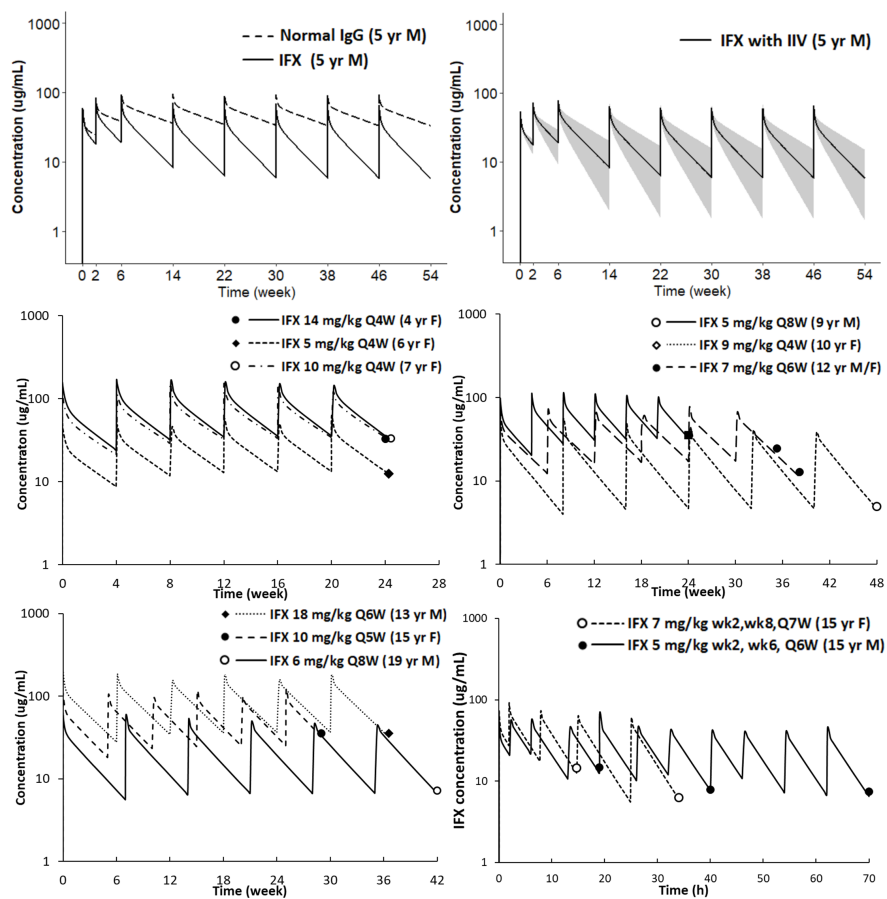 1000
100
10
1
Concentration (ug/mL)
Normal IgG (5 yr M)
IFX (5 yr M)
0 2 6 14 22 30 38 46 54
Time (week)
1000
100
10
1
Concentration (ug/mL)
IFX with IIV (5 yr M)
0 2 6 14 22 30 38 46 54
Time (week)
1000
100
10
1
Concentration (ug/mL)
IFX 14 mg/kg Q4W (4 yr F)
IFX 5 mg/kg Q4W (6 yr F)
IFX 10 mg/kg Q4W (7 yr F)
0 4 8 12 16 20 24 28
Time (week)
1000
100
10
1
Concentration (ug/mL)
IFX 5 mg/kg Q8W (9 yr M)
IFX 9 mg/kg Q4W (10 yr F)
IFX 7 mg/kg Q6W (12 yr M/F)
0 6 12 18 24 30 36 42 48
Time (week)
1000
100
10
1
Concentration (ug/mL)
IFX 18 mg/kg Q6W (13 yr M)
IFX 10 mg/kg Q5W (15 yr F)
IFX 6 mg/kg Q8W (19 yr M)
0 6 12 18 24 30 36 42
Time (week)
1000
100
10
1
IFX concentration (ug/mL)
IFX 7 mg/kg wk2,wk8,Q7W (15 yr F)
IFX 5 mg/kg wk2, wk6, Q6W (15 yr M)
0 10 20 30 40 50 60 70
Time (h)